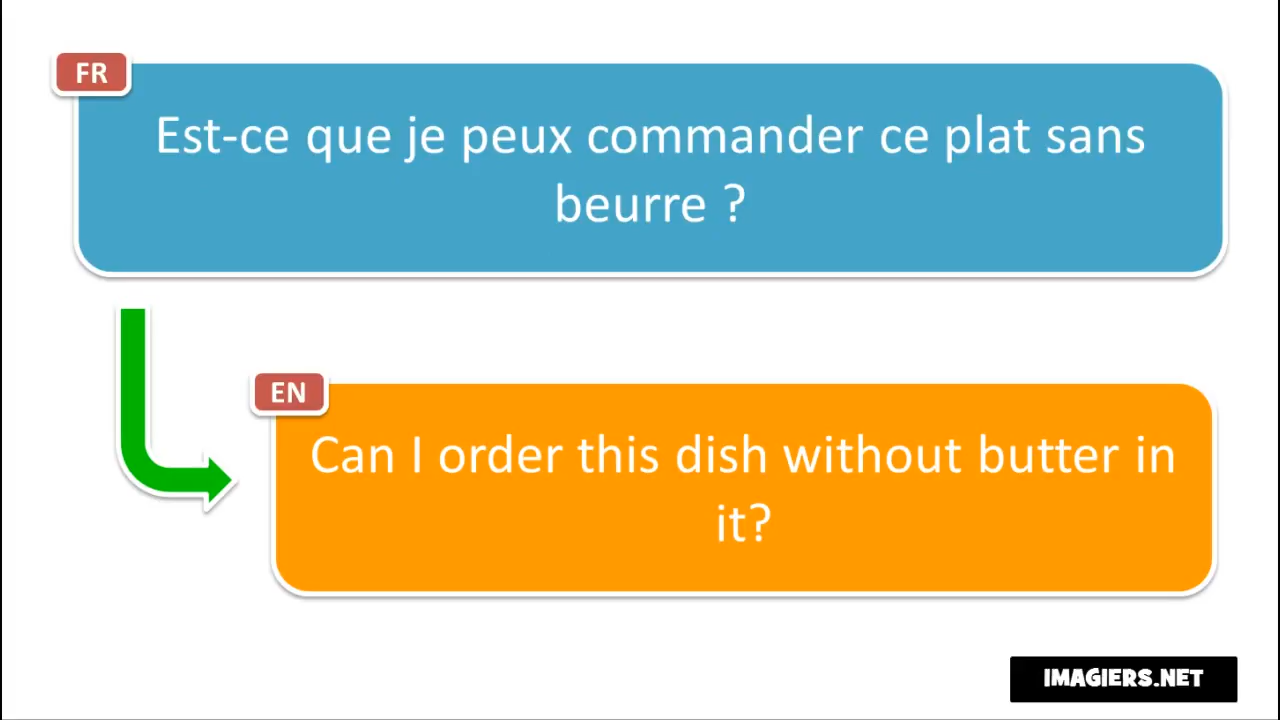 FR
Est-ce que je peux commander ce plat sans
beurre ?
EN
Can I order this dish without butter in
it?
IMAGIERS.NET